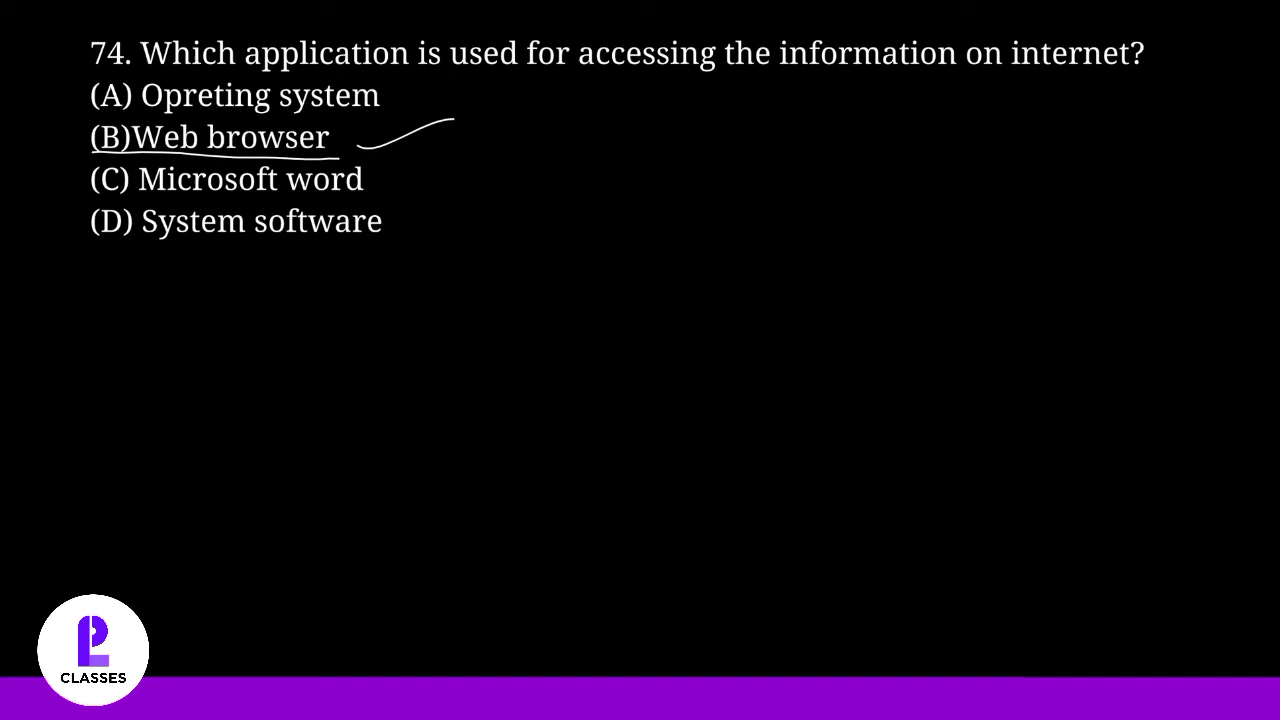 74. Which application is used for accessing the information on internet?
(A) Opreting system
(B)Web browser
(C) Microsoft word
(D) System software
CLASSES